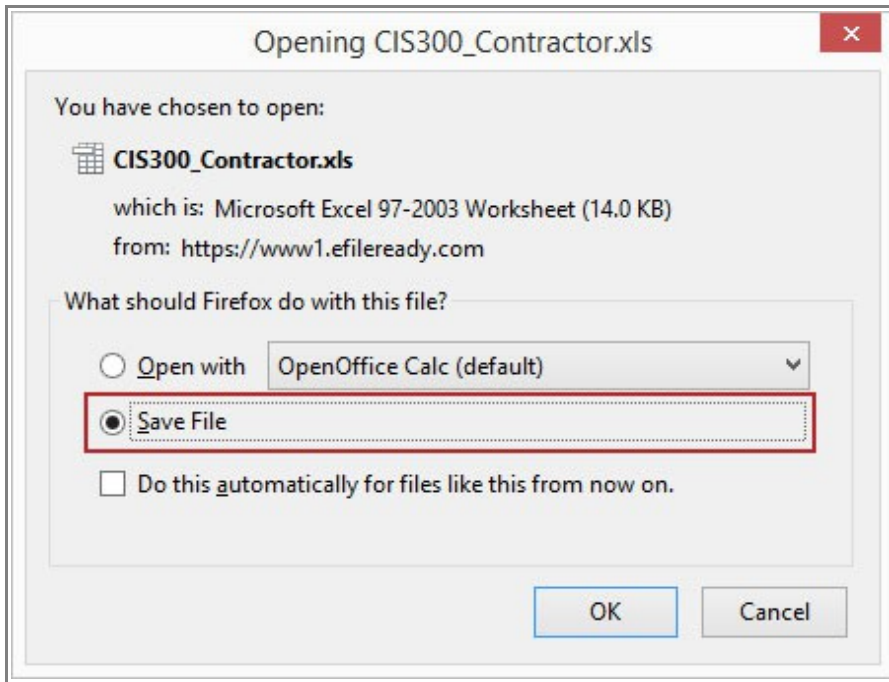 Opening CIS300_Contractor.xls
You have chosen to open:
CIS300_Contractor.xls
which is: Microsoft Excel 97-2003 Worksheet (14.0 KB)
from: https://www1.efileready.com
What should Firefox do with this file?
Open with OpenOffice Calc (default)
Save File
Do this automatically for files like this from now on.
OK Cancel